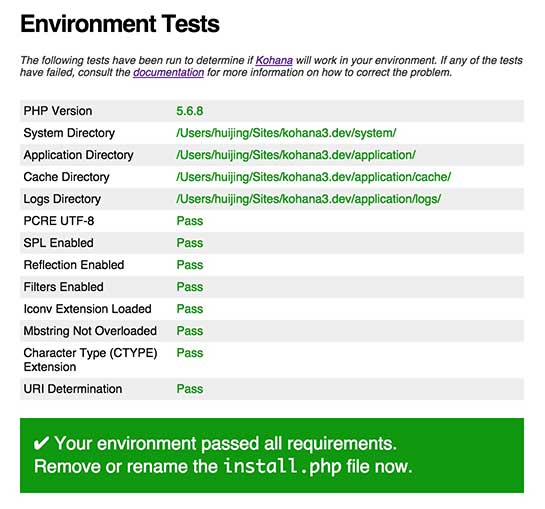 Environment Tests
The following tests have been run to determine if Kohana will work in your environment. If any of the tests
have failed, consult the documentation for more information on how to correct the problem.
PHP Version 5.6.8
System Directory /Users/huijing/Sites/kohana3.dev/system/
Application Directory /Users/huijing/Sites/kohana3.dev/application/
Cache Directory /Users/huijing/Sites/kohana3.dev/application/cache/
Logs Directory /Users/huijing/Sites/kohana3.dev/application/logs/
PCRE UTF-8 Pass
SPL Enabled Pass
Reflection Enabled Pass
Filters Enabled Pass
Iconv Extension Loaded Pass
Mbstring Not Overloaded Pass
Character Type (CTYPE) Pass
Extension
URI Determination Pass
✔ Your environment passed all requirements.
Remove or rename the install.php file now.